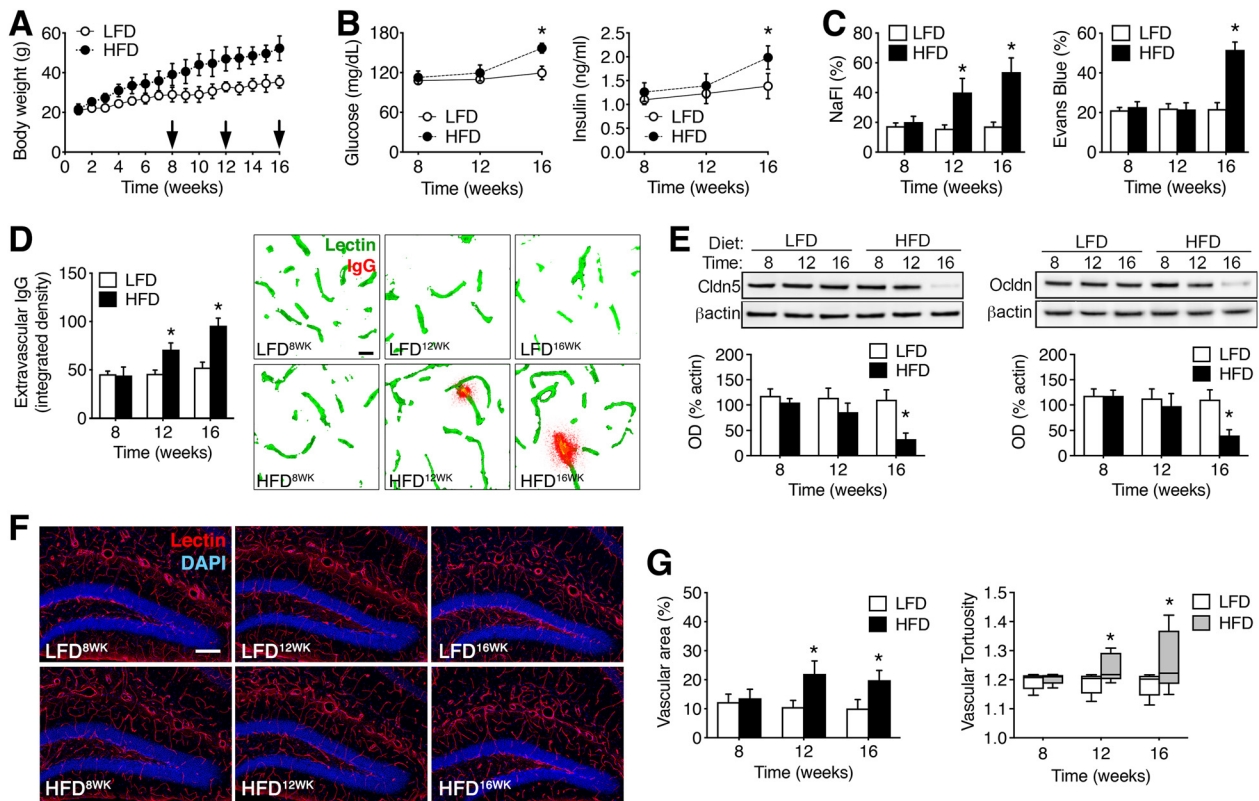 A
LFD
HFD
Body weight (g)
60
40
20
0
0 2 4 6 8 10 12 14 16
Time (weeks)
B
Glucose (mg/dL)
180
120
60
0
*
LFD
HFD
8 12 16
Time (weeks)
Insulin (ng/ml)
2.5
2.0
1.5
1.0
0.5
0
*
LFD
HFD
8 12 16
Time (weeks)
C
LFD
HFD
NaFl (%)
80
60
40
20
0
* *
8 12 16
Time (weeks)
LFD
HFD
Evans Blue (%)
60
40
20
0
*
8 12 16
Time (weeks)
D
LFD
HFD
Extravascular IgG
(integrated density)
150
100
50
0
* *
8 12 16
Time (weeks)
Lectin
IgG
LFD8WK
LFD12WK
LFD16WK
HFD8WK
HFD12WK
HFD16WK
E
Diet: LFD HFD
Time: 8 12 16 8 12 16
Cldn5
βactin
LFD HFD
8 12 16 8 12 16
Ocldn
βactin
OD (% actin)
200
150
100
50
0
LFD
HFD
*
8 12 16
Time (weeks)
OD (% actin)
200
150
100
50
0
LFD
HFD
*
8 12 16
Time (weeks)
F
Lectin
DAPI
LFD8WK
LFD12WK
LFD16WK
HFD8WK
HFD12WK
HFD16WK
G
Vascular area (%)
50
40
30
20
10
0
LFD
HFD
* *
8 12 16
Time (weeks)
Vascular Tortuosity
1.5
1.4
1.3
1.2
1.1
1.0
LFD
HFD
* *
8 12 16
Time (weeks)